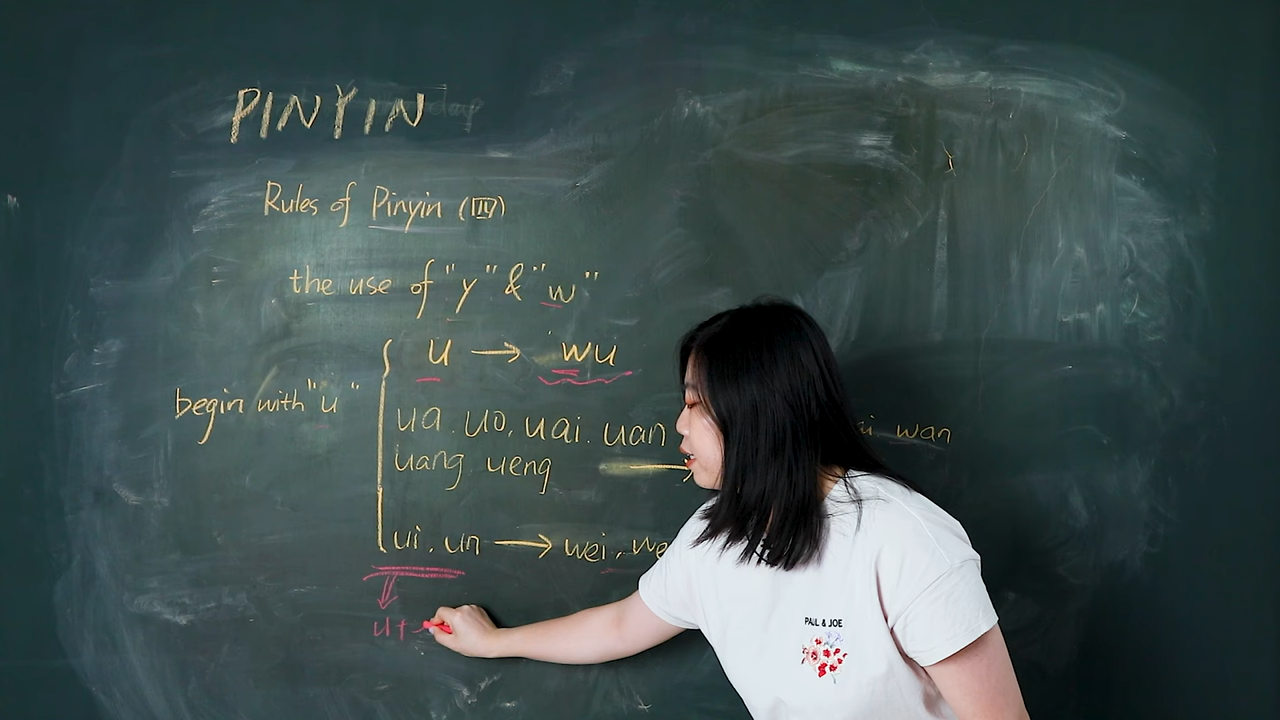 PINYIN
Rules of Pinyin (IV)
the use of "y" & "w"
begin with "u"
u → wu
ua. uo, uai. uan
uang. ueng → wan
ui. un → wei.
u+
PAUL & JOE